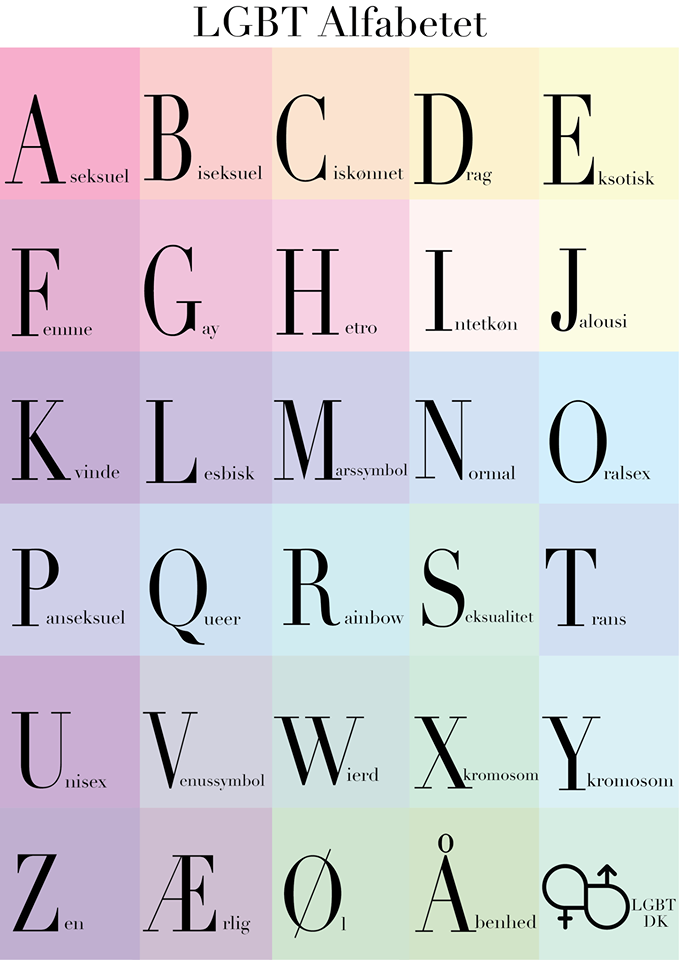 LGBT Alfabetet
Aseksuel Biseksuel Ciskønnet Drag Eksotisk
Femme Gay Hetro Intetkøn Jalousi
Kvinde Lesbisk Marssymbol Normal Oralsex
Panseksuel Queer Rainbow Seksualitet Trans
Unisex Venussymbol Wierd Xkromosom Ykromosom
Zen Ærlig Øl Åbenhed LGBT
DK